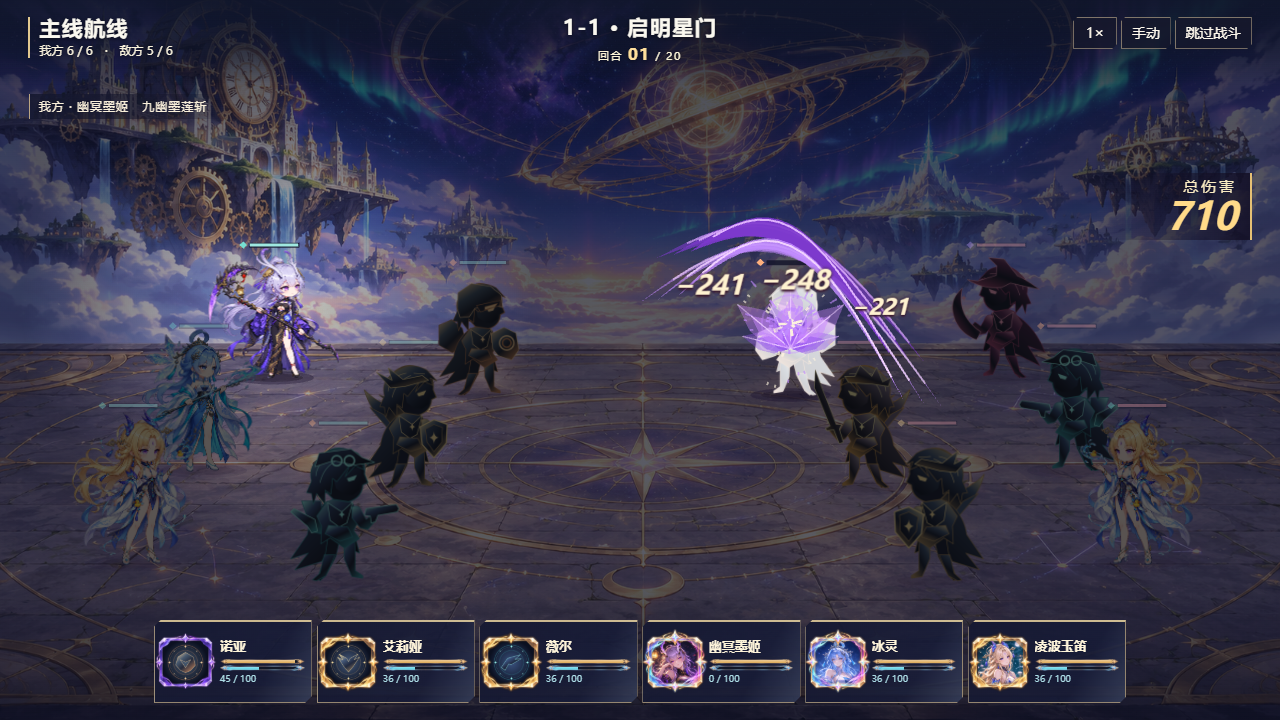 主线航线
我方 6 / 6 · 敌方 5 / 6
1-1 • 启明星门
回合 01 / 20
1×
手动
跳过战斗
我方 · 幽冥墨姬 九幽墨莲斩
总伤害
710
−241
−248
−221
诺亚
45 / 100
艾莉娅
36 / 100
薇尔
36 / 100
幽冥墨姬
0 / 100
冰灵
36 / 100
凌波玉笛
36 / 100